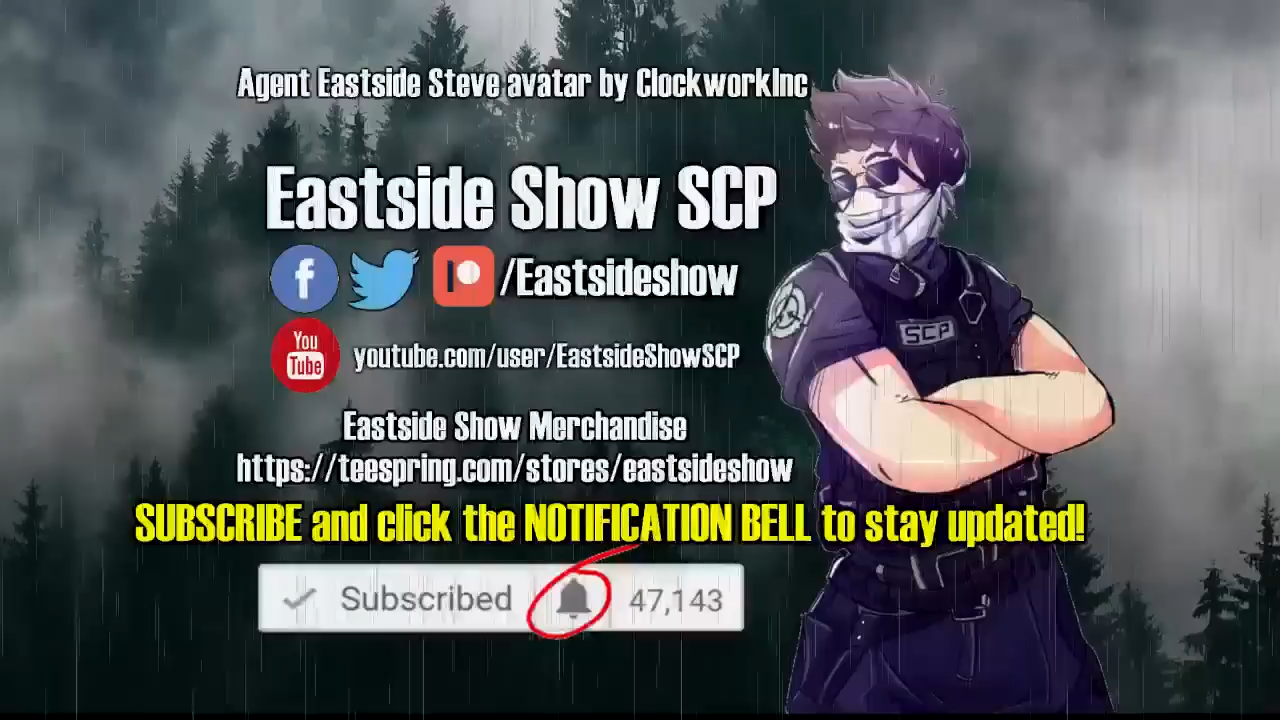 Agent Eastside Steve avatar by ClockworkInc
Eastside Show SCP
f /Eastsideshow
You
Tube youtube.com/user/EastsideShowSCP
SCP
Eastside Show Merchandise
https://teespring.com/stores/eastsideshow
SUBSCRIBE and click the NOTIFICATION BELL to stay updated!
Subscribed 47,143